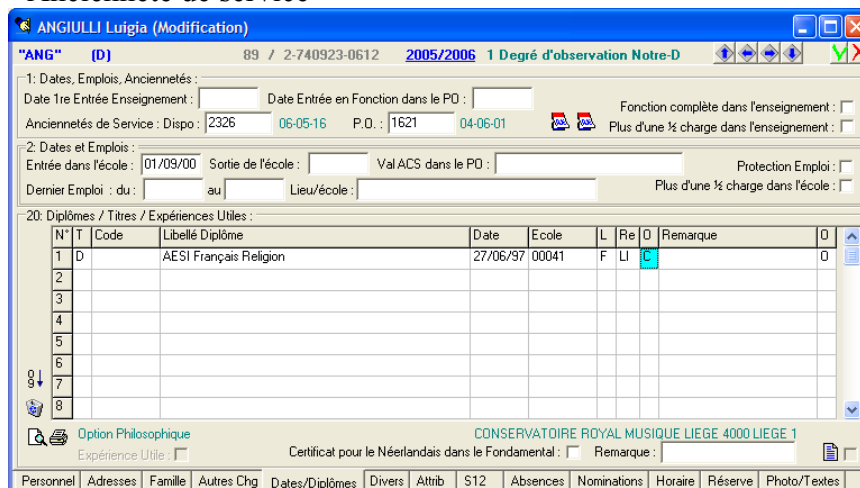 ANGIULLI Luigia (Modification)
"ANG" (D) 89 / 2-740923-0612 2005/2006 1 Degré d'observation Notre-D
1: Dates, Emplois, Anciennetés :
Date 1re Entrée Enseignement : Date Entrée en Fonction dans le PO : Fonction complète dans l'enseignement :
Anciennetés de Service : Dispo : 2326 06-05-16 P.O. : 1621 04-06-01 Plus d'une ½ charge dans l'enseignement :
2: Dates et Emplois :
Entrée dans l'école : 01/09/00 Sortie de l'école : Val ACS dans le PO : Protection Emploi :
Dernier Emploi : du : au Lieu/école : Plus d'une ½ charge dans l'école :
20: Diplômes / Titres / Expériences Utiles :
N° T Code Libellé Diplôme Date Ecole L Re O Remarque O
1 D AESI Français Religion 27/06/97 00041 F LI C O
2
3
4
5
6
7
8
Option Philosophique CONSERVATOIRE ROYAL MUSIQUE LIEGE 4000 LIEGE 1
Expérience Utile : Certificat pour le Néerlandais dans le Fondamental : Remarque :
Personnel Adresses Famille Autres Chg Dates/Diplômes Divers Attrib S12 Absences Nominations Horaire Réserve Photo/Textes